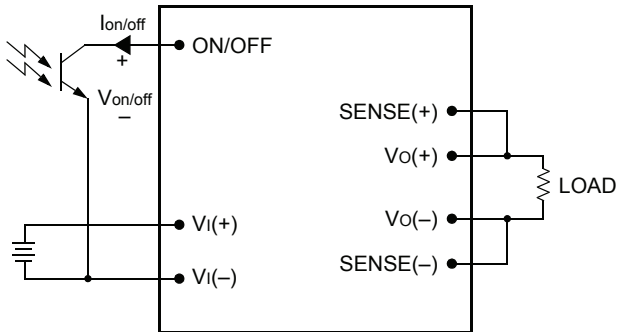 Ion/off
+
ON/OFF
Von/off
–
SENSE(+)
VO(+)
LOAD
VO(–)
VI(+)
SENSE(–)
VI(–)